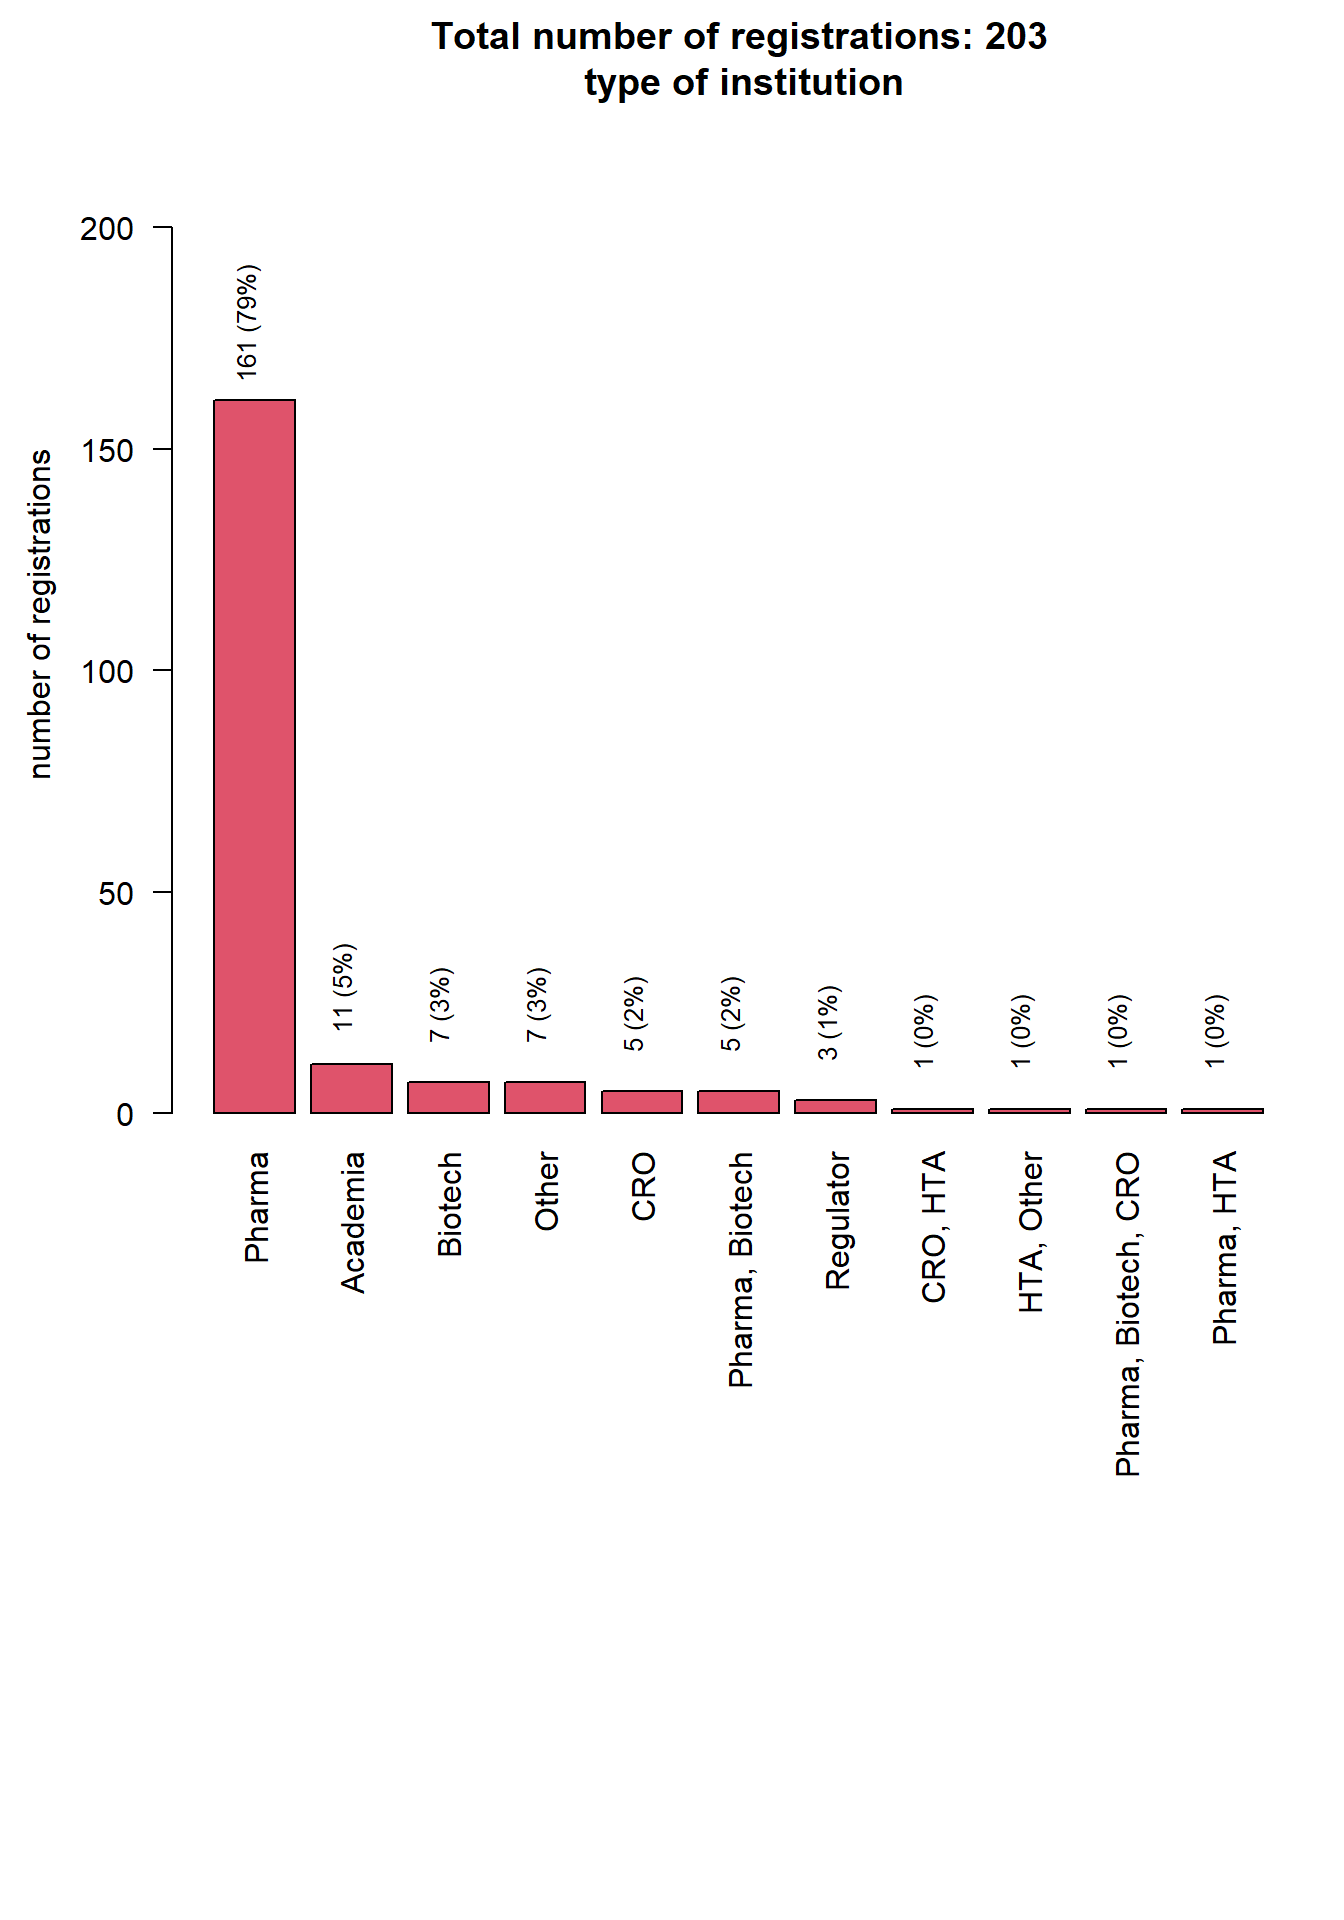 Total number of registrations: 203
type of institution
number of registrations
200
150
100
50
0
161 (79%)
11 (5%)
7 (3%)
7 (3%)
5 (2%)
5 (2%)
3 (1%)
1 (0%)
1 (0%)
1 (0%)
1 (0%)
Pharma
Academia
Biotech
Other
CRO
Pharma, Biotech
Regulator
CRO, HTA
HTA, Other
Pharma, Biotech, CRO
Pharma, HTA